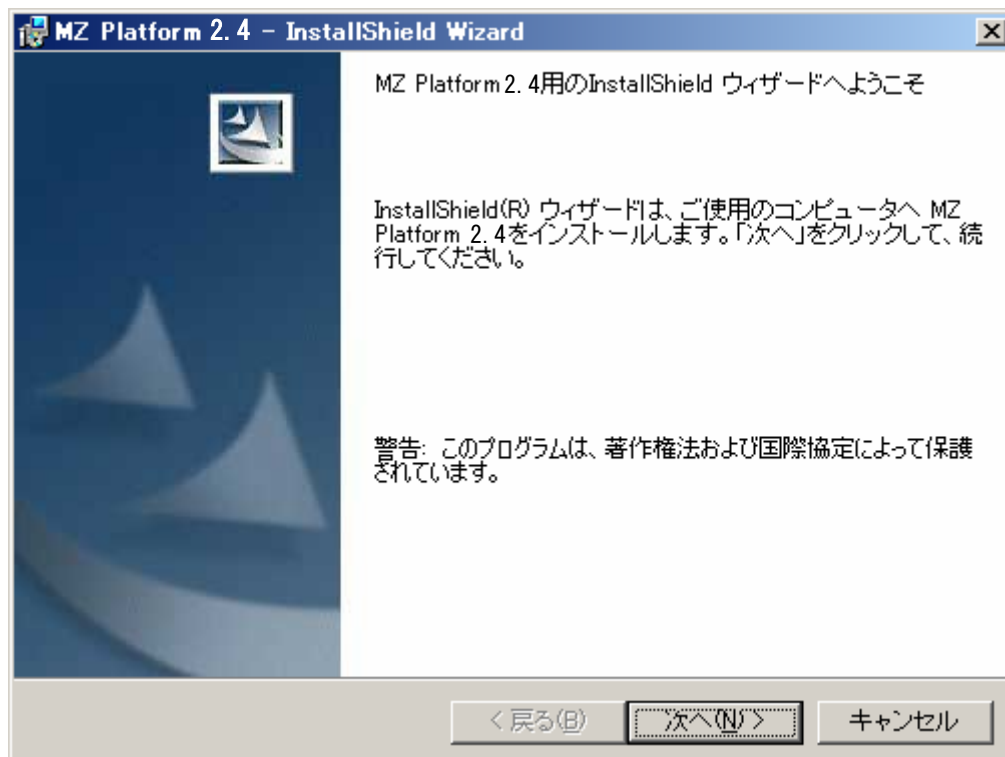 MZ Platform 2.4 - InstallShield Wizard
MZ Platform 2.4用のInstallShield ウィザードへようこそ
InstallShield(R) ウィザードは、ご使用のコンピュータへ MZ
Platform 2.4をインストールします。「次へ」をクリックして、続
行してください。
警告: このプログラムは、著作権法および国際協定によって保護
されています。
< 戻る(B)
次へ(N) >
キャンセル